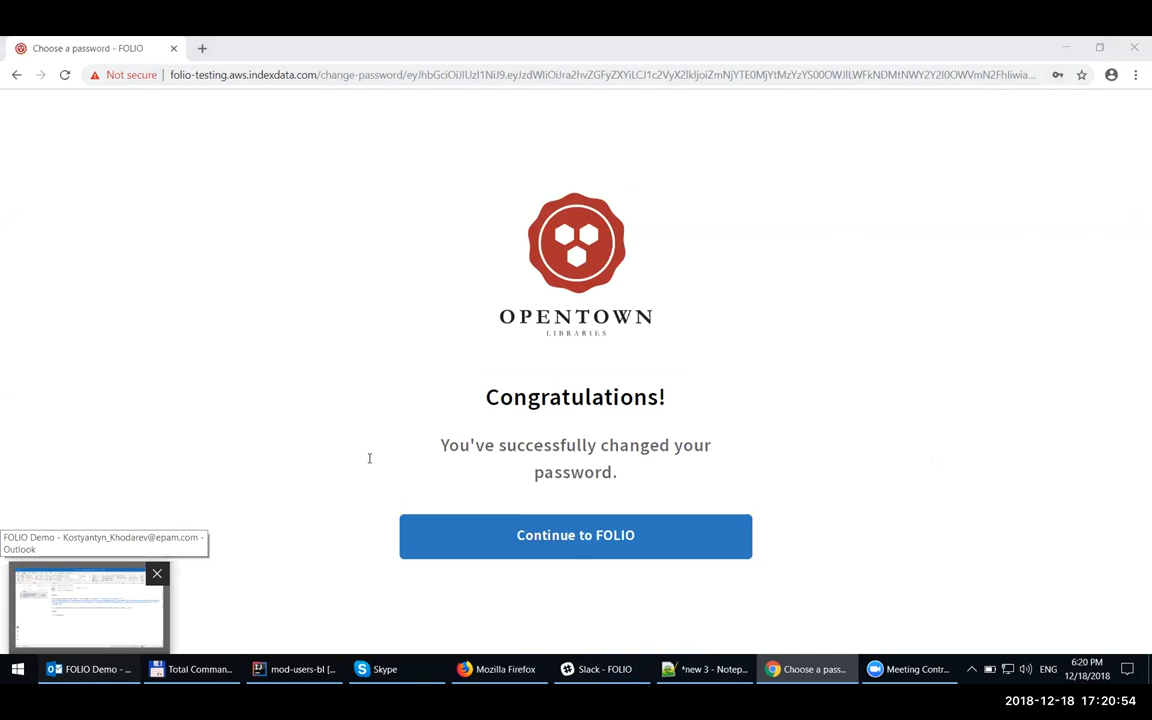 Choose a password - FOLIO
Not secure
folio-testing.aws.indexdata.com/change-password/
OPENTOWN
LIBRARIES
Congratulations!
You've successfully changed your
password.
Continue to FOLIO
FOLIO Demo - Kostyantyn_Khodarev@epam.com -
Outlook
FOLIO Demo - ...
Total Comman...
mod-users-bl [...
Skype
Mozilla Firefox
Slack - FOLIO
*new 3 - Notep...
Choose a pass...
Meeting Contr...
ENG
6:20 PM
12/18/2018
2018-12-18 17:20:54